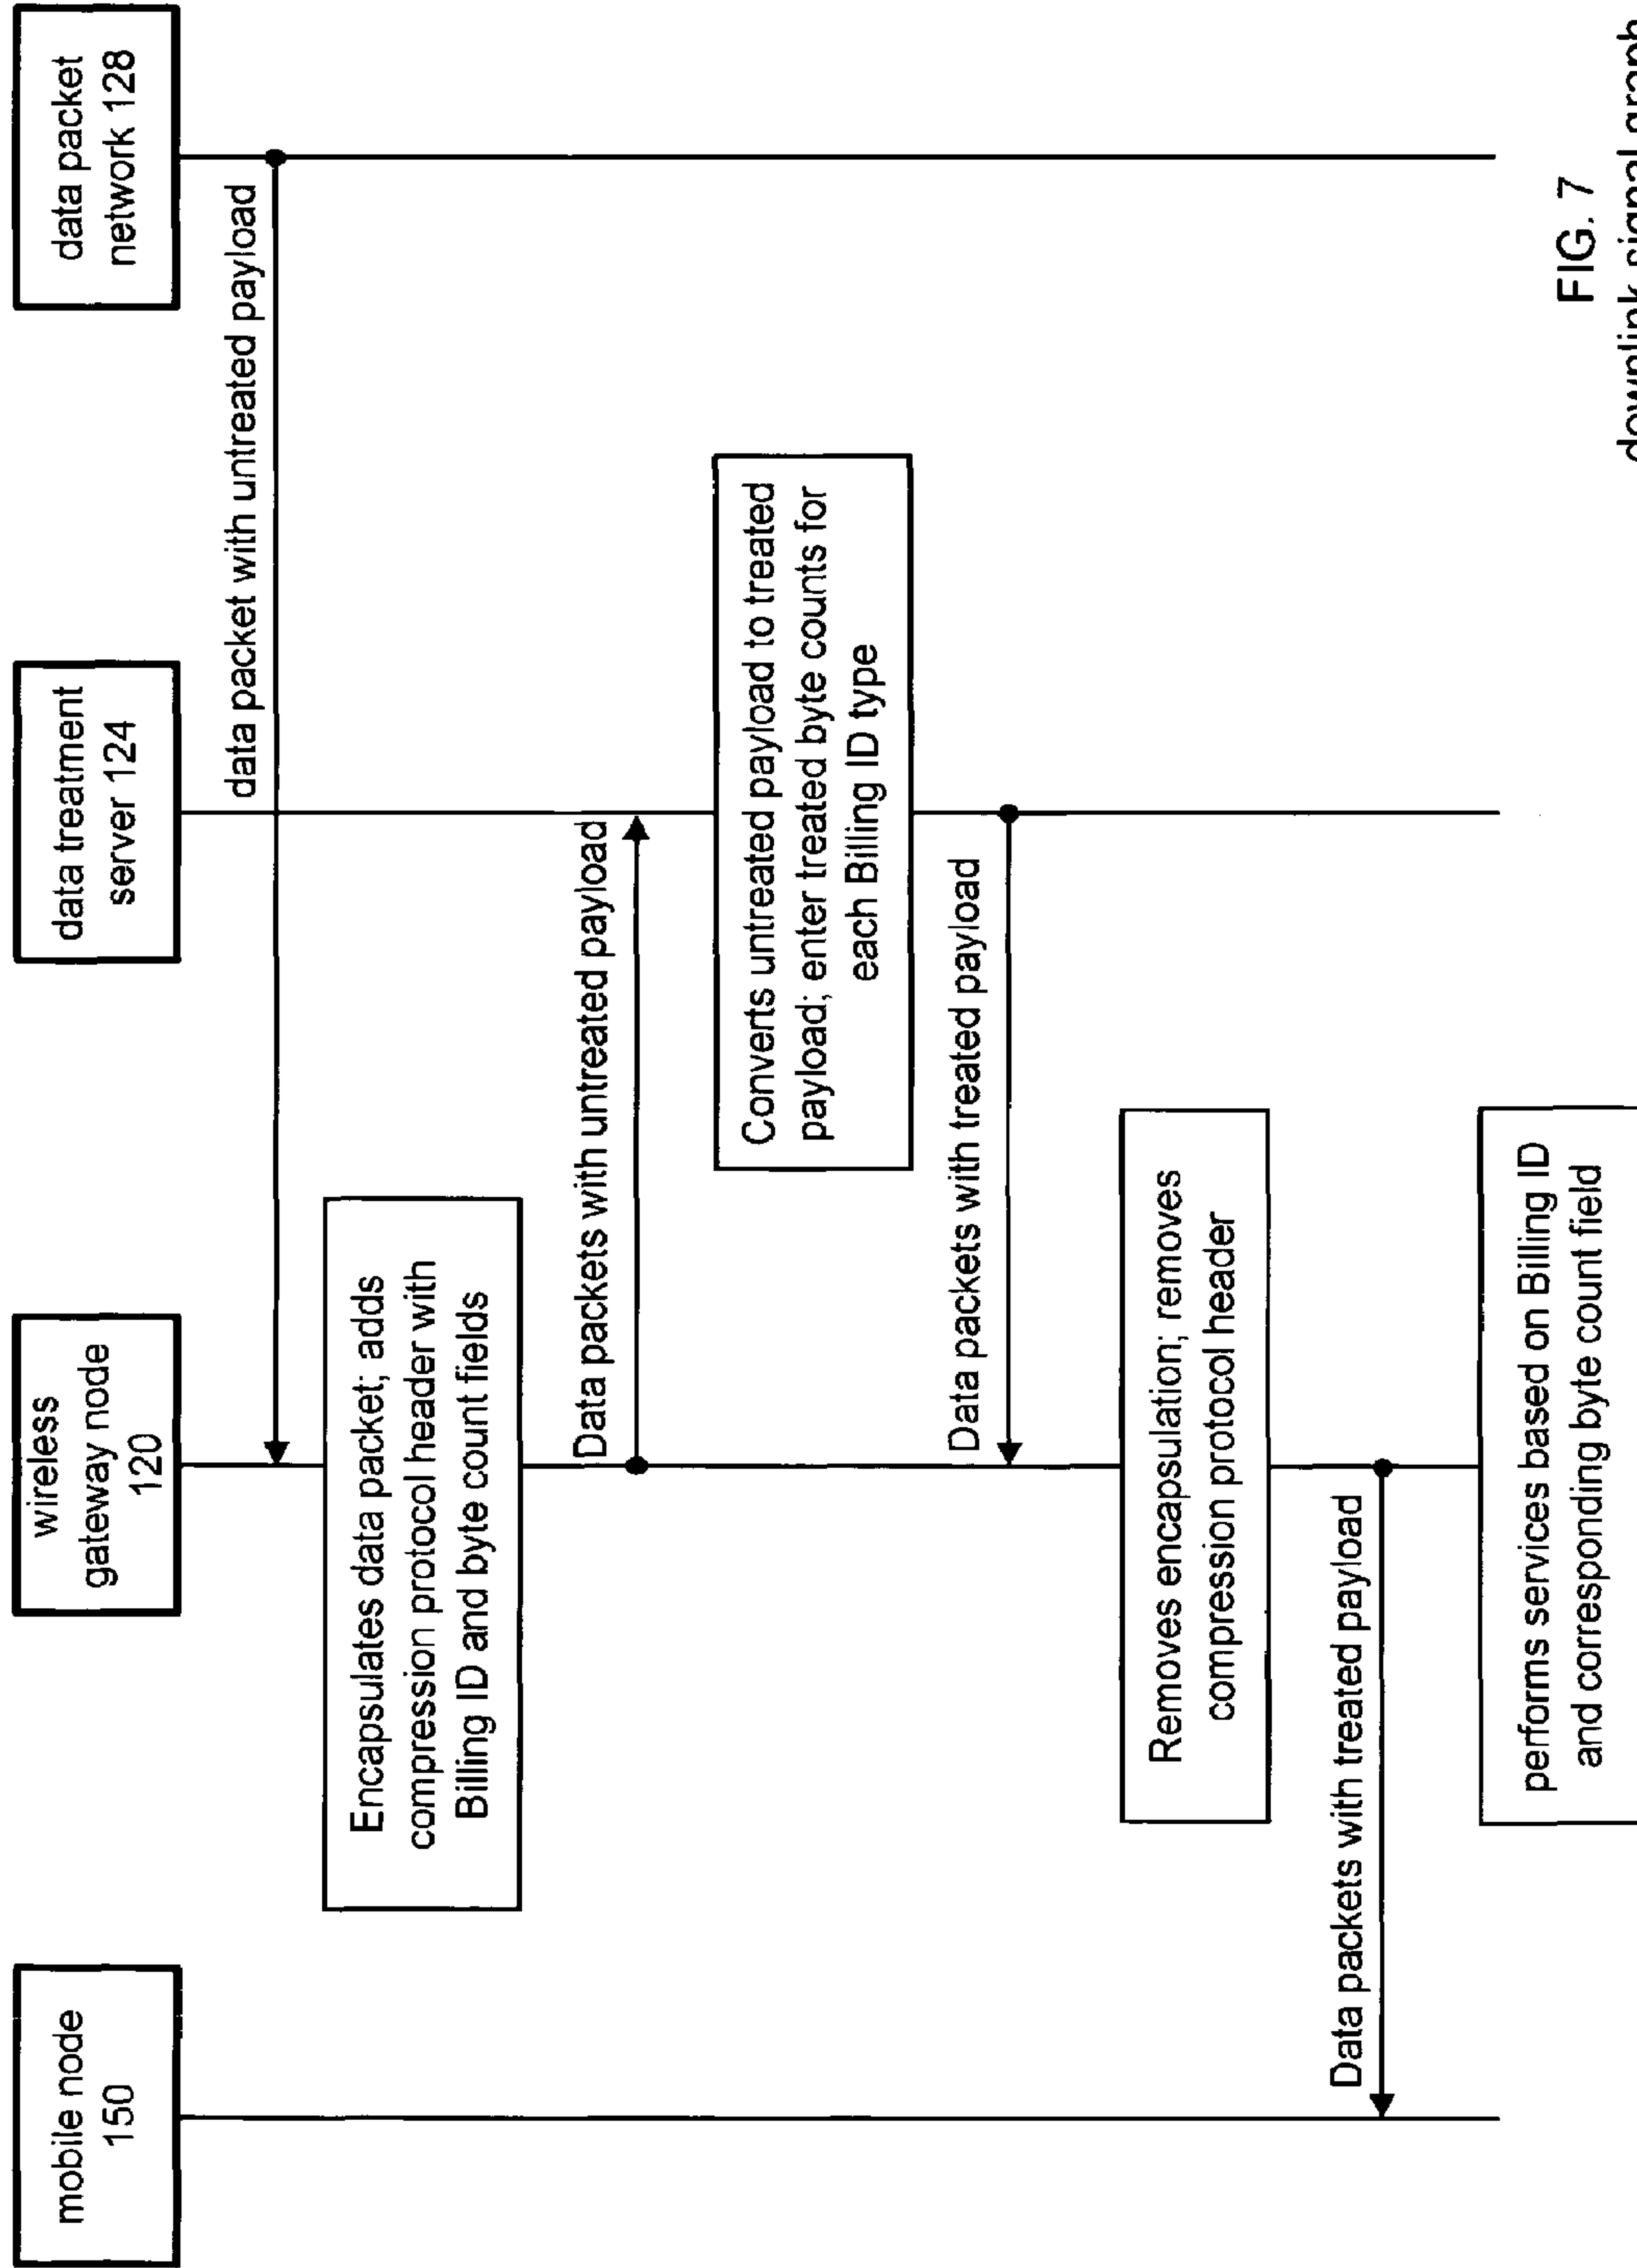 mobile node
150
wireless
gateway node
120
data treatment
server 124
data packet
network 128
data packet with untreated payload
Encapsulates data packet; adds
compression protocol header with
Billing ID and byte count fields
Data packets with untreated payload
Converts untreated payload to treated
payload; enter treated byte counts for
each Billing ID type
Data packets with treated payload
Removes encapsulation; removes
compression protocol header
Data packets with treated payload
performs services based on Billing ID
and corresponding byte count field
FIG. 7
downlink signal graph